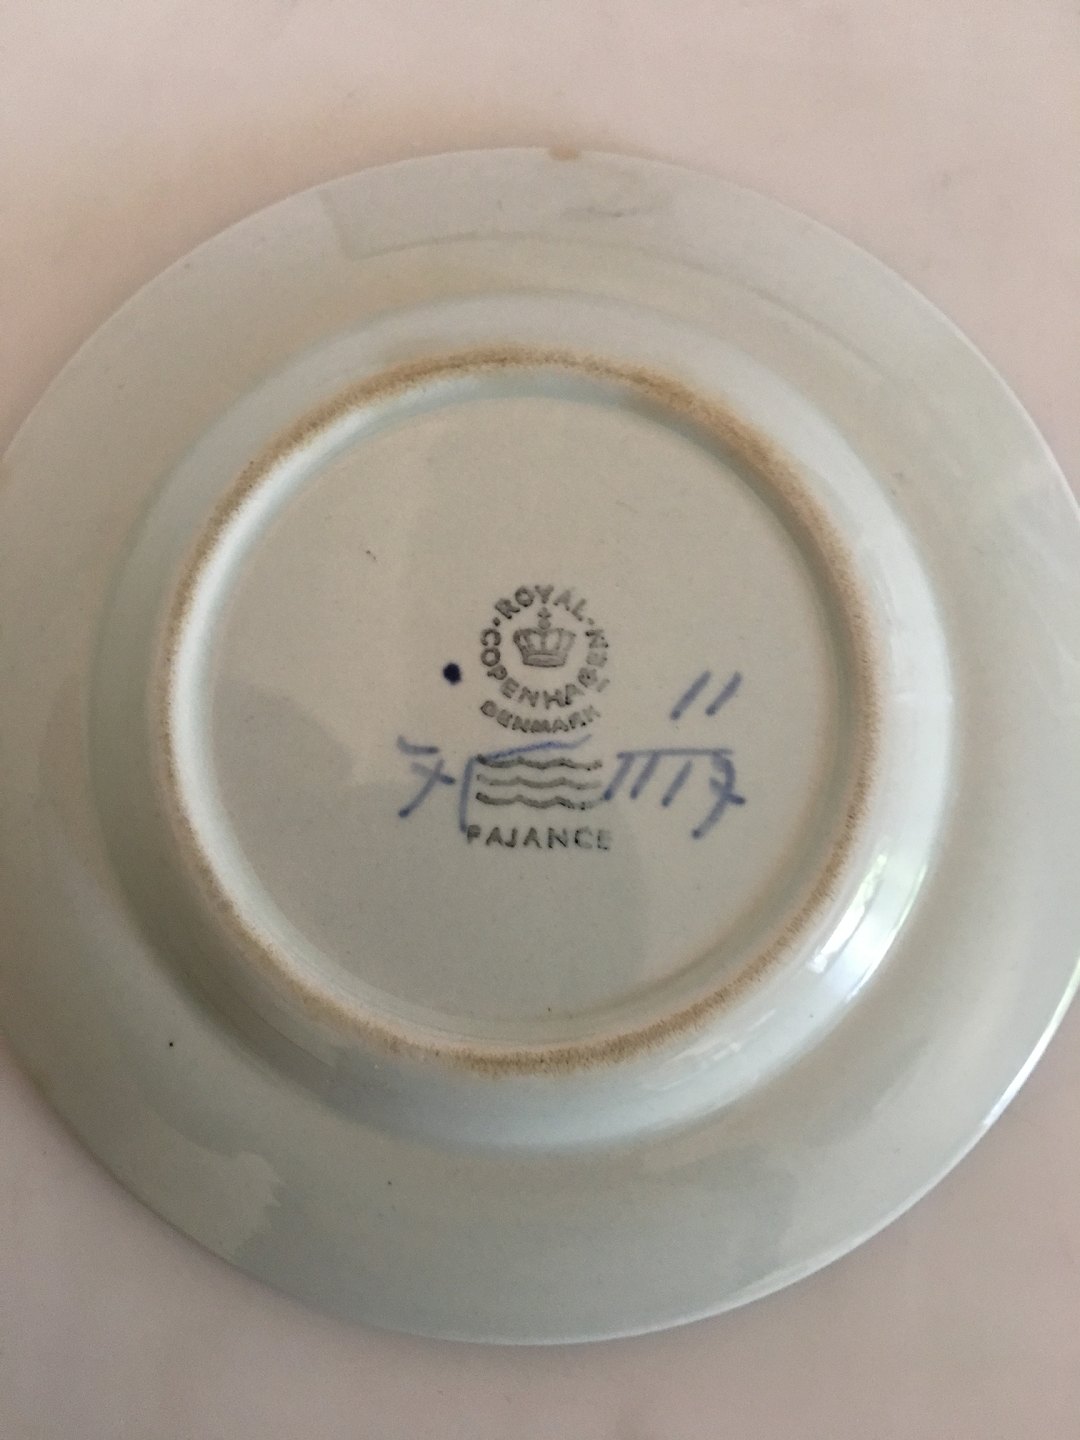 ROYAL · COPENHAGEN ·
DENMARK
11
FAJANCE